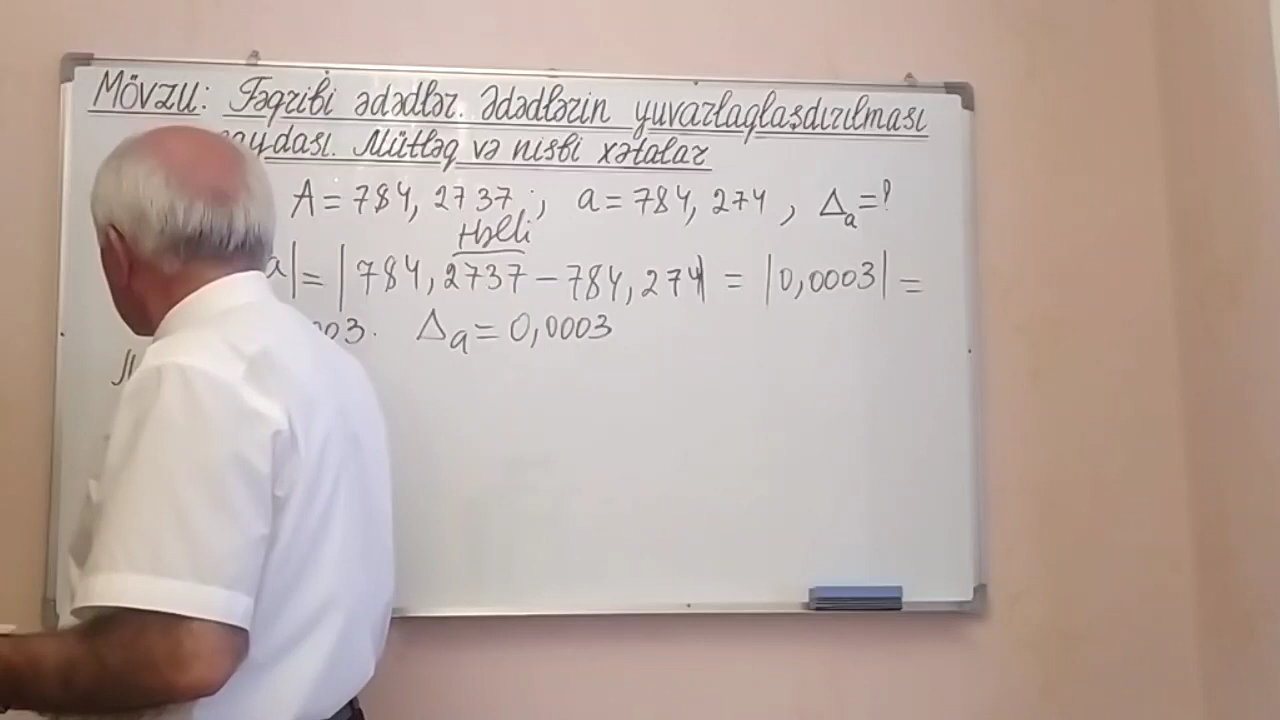 MÖVZU: Təqribi ədədlər. Ədədlərin yuvarlaqlaşdırılması
aydası. Mütləq və nisbi xətalar
A = 784, 2737 ; a = 784, 274 , Δa = ?
Həlli
a| = |784, 2737 − 784, 274| = |0,0003| =
003. Δa = 0,0003